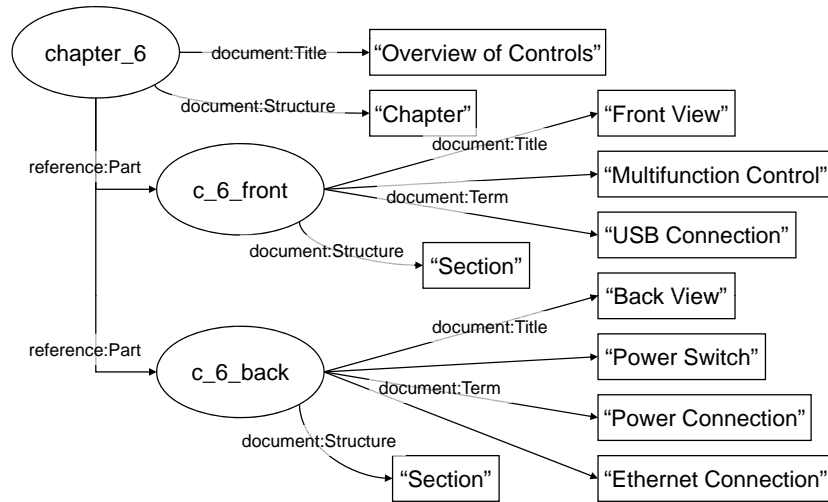 chapter_6
document:Title
“Overview of Controls”
document:Structure
“Chapter”
“Front View”
document:Title
reference:Part
c_6_front
“Multifunction Control”
document:Term
“USB Connection”
document:Structure
“Section”
“Back View”
document:Title
reference:Part
c_6_back
“Power Switch”
document:Term
“Power Connection”
document:Structure
“Section”
“Ethernet Connection”